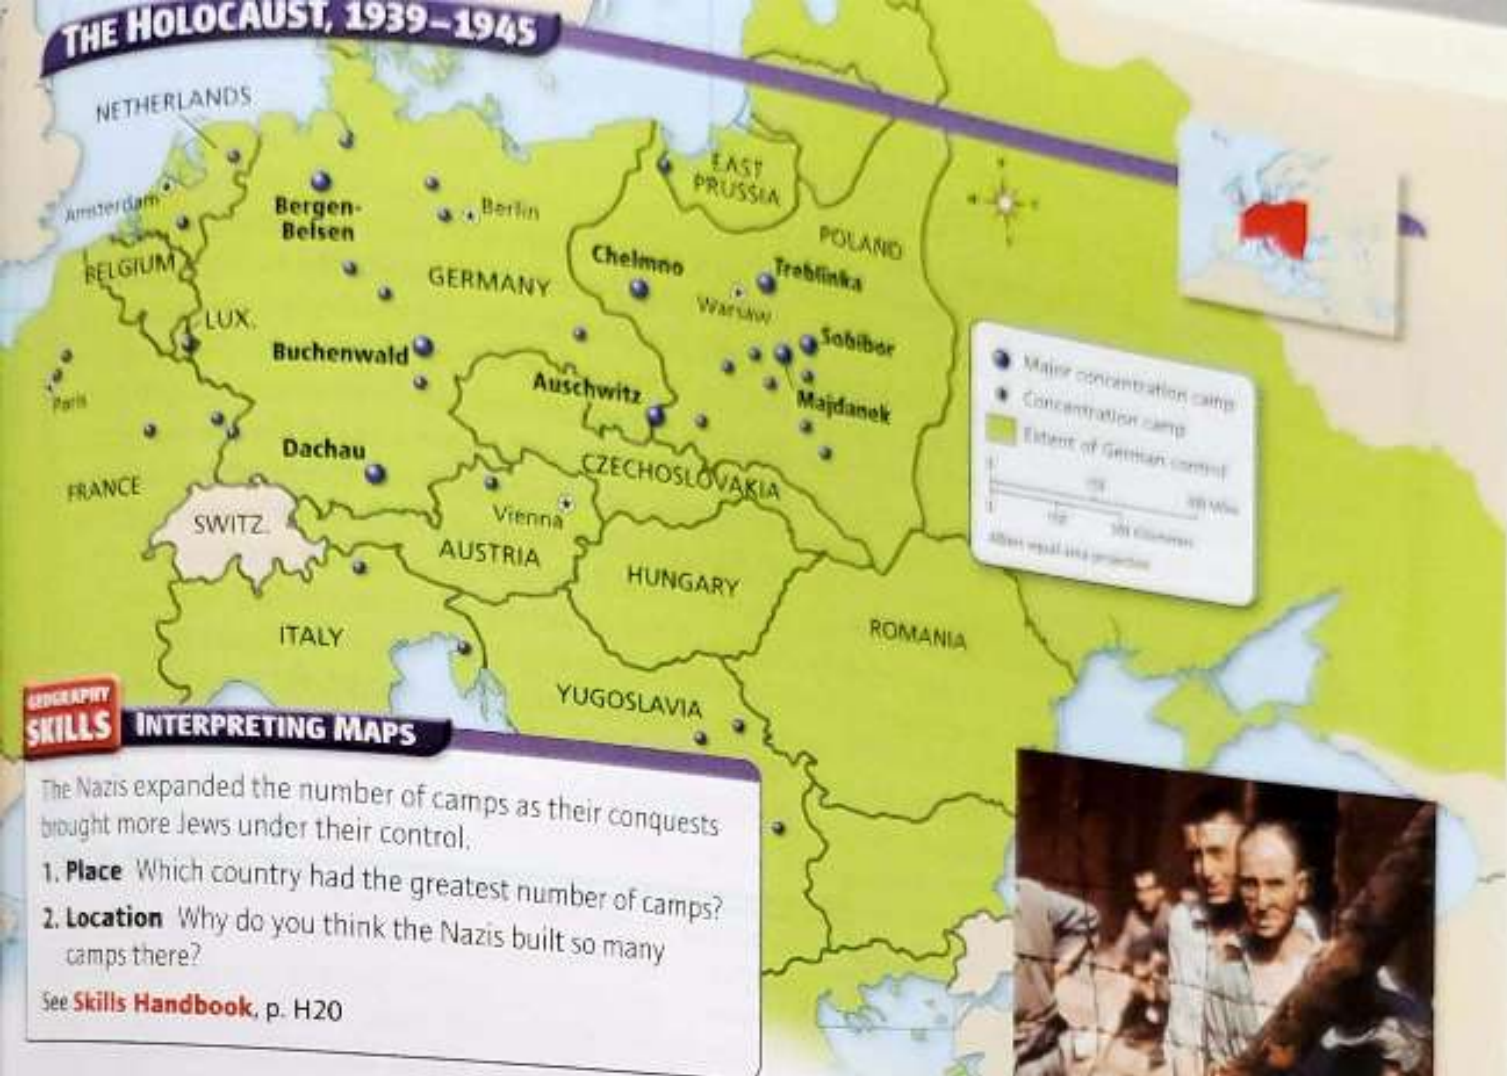 THE HOLOCAUST, 1939–1945
NETHERLANDS
Amsterdam
Bergen-
Belsen
Berlin
EAST
PRUSSIA
POLAND
BELGIUM
GERMANY
Chelmno
Treblinka
Warsaw
LUX.
Buchenwald
Sobibor
Auschwitz
Majdanek
Paris
Dachau
CZECHOSLOVAKIA
FRANCE
SWITZ.
Vienna
AUSTRIA
HUNGARY
ITALY
ROMANIA
YUGOSLAVIA
Major concentration camp
Concentration camp
Extent of German control
Albers equal-area projection
GEOGRAPHY
SKILLS
INTERPRETING MAPS
The Nazis expanded the number of camps as their conquests
brought more Jews under their control.
1. Place Which country had the greatest number of camps?
2. Location Why do you think the Nazis built so many
camps there?
See Skills Handbook, p. H20